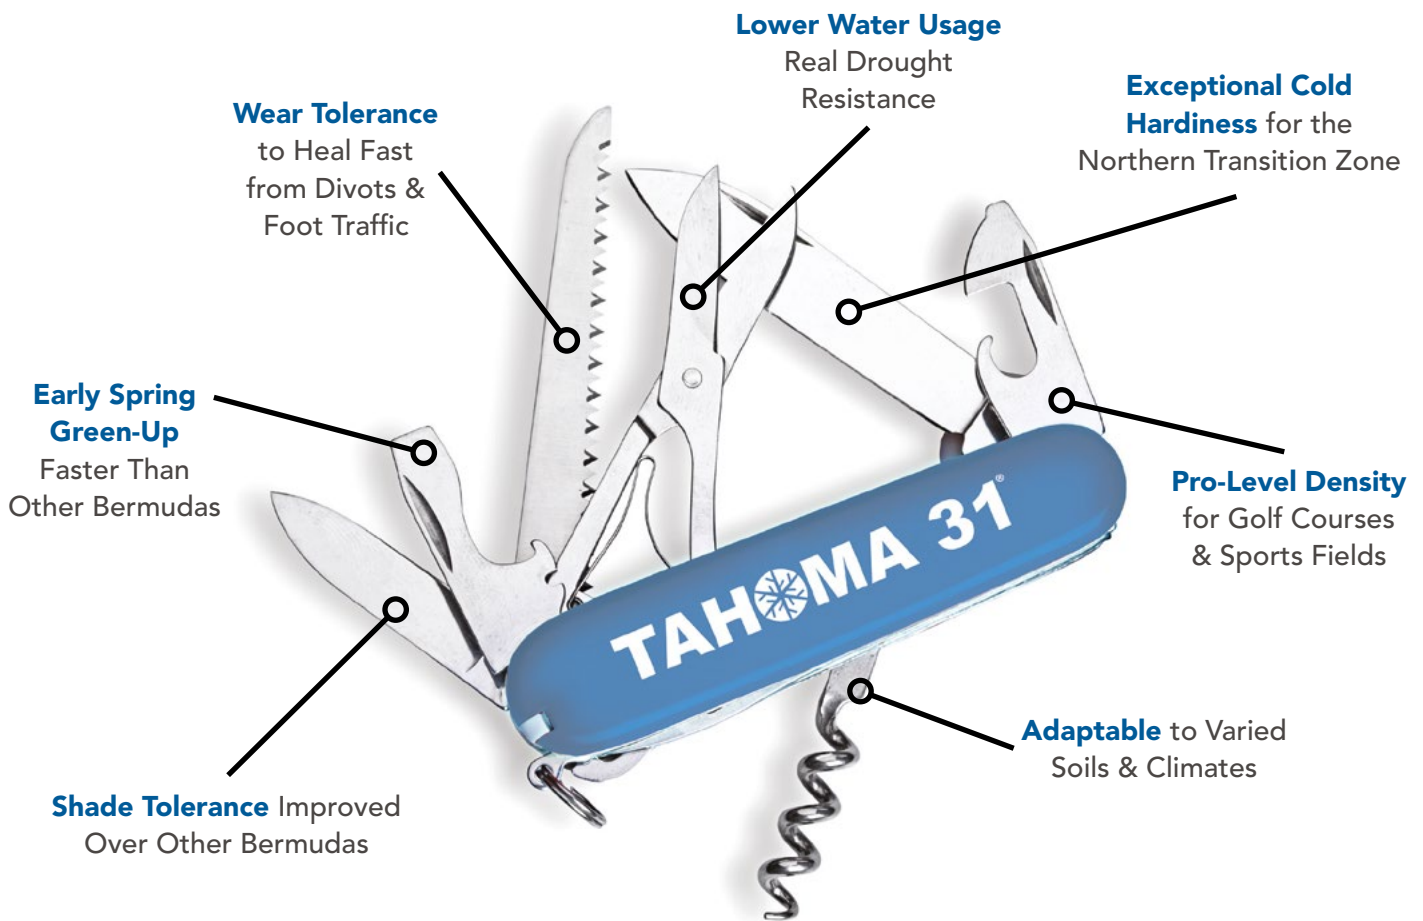 Lower Water Usage
Real Drought
Resistance
Exceptional Cold
Hardiness for the
Northern Transition Zone
Wear Tolerance
to Heal Fast
from Divots &
Foot Traffic
Early Spring
Green-Up
Faster Than
Other Bermudas
Pro-Level Density
for Golf Courses
& Sports Fields
TAHOMA 31®
Adaptable to Varied
Soils & Climates
Shade Tolerance Improved
Over Other Bermudas